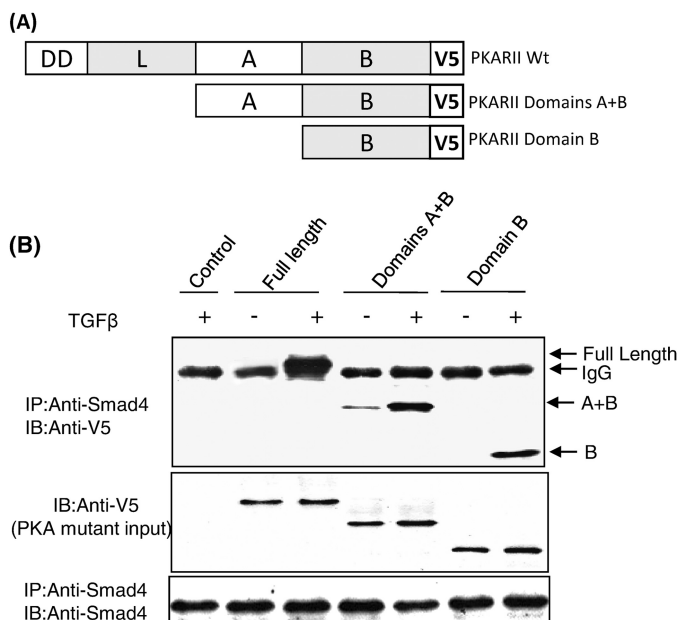 (A)
DD L A B V5 PKARII Wt
A B V5 PKARII Domains A+B
B V5 PKARII Domain B
(B)
Control Full length Domains A+B Domain B
TGFβ + - + - + - +
Full Length
IgG
IP:Anti-Smad4 A+B
IB:Anti-V5
B
IB:Anti-V5
(PKA mutant input)
IP:Anti-Smad4
IB:Anti-Smad4